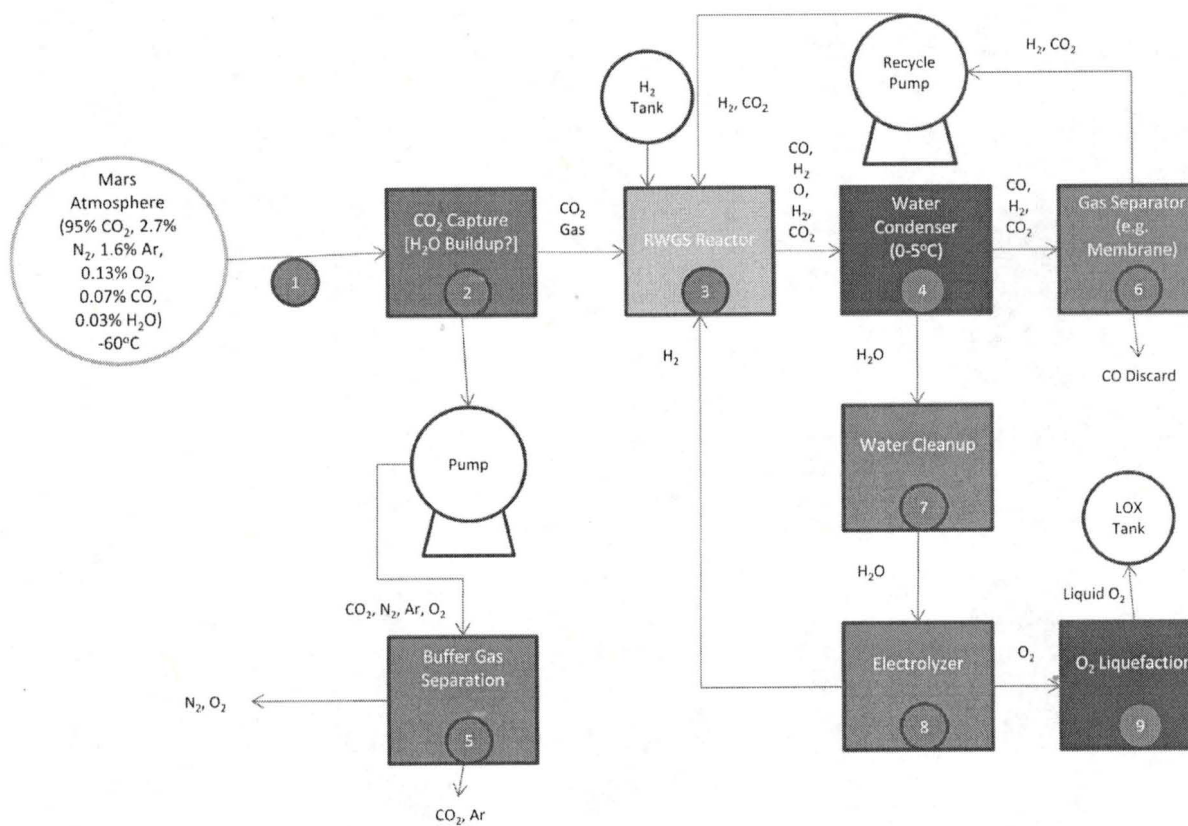 Mars
Atmosphere
(95% CO₂, 2.7%
N₂, 1.6% Ar,
0.13% O₂,
0.07% CO,
0.03% H₂O)
-60°C
1
CO₂ Capture
[H₂O Buildup?]
2
CO₂
Gas
H₂
Tank
H₂, CO₂
RWGS Reactor
3
CO,
H₂
O,
H₂,
CO₂
Recycle
Pump
H₂, CO₂
Water
Condenser
(0-5°C)
4
CO,
H₂,
CO₂
Gas Separator
(e.g.
Membrane)
6
CO Discard
H₂
H₂O
Water Cleanup
7
H₂O
Pump
CO₂, N₂, Ar, O₂
Buffer Gas
Separation
5
N₂, O₂
CO₂, Ar
Electrolyzer
8
O₂
LOX
Tank
Liquid O₂
O₂ Liquefaction
9